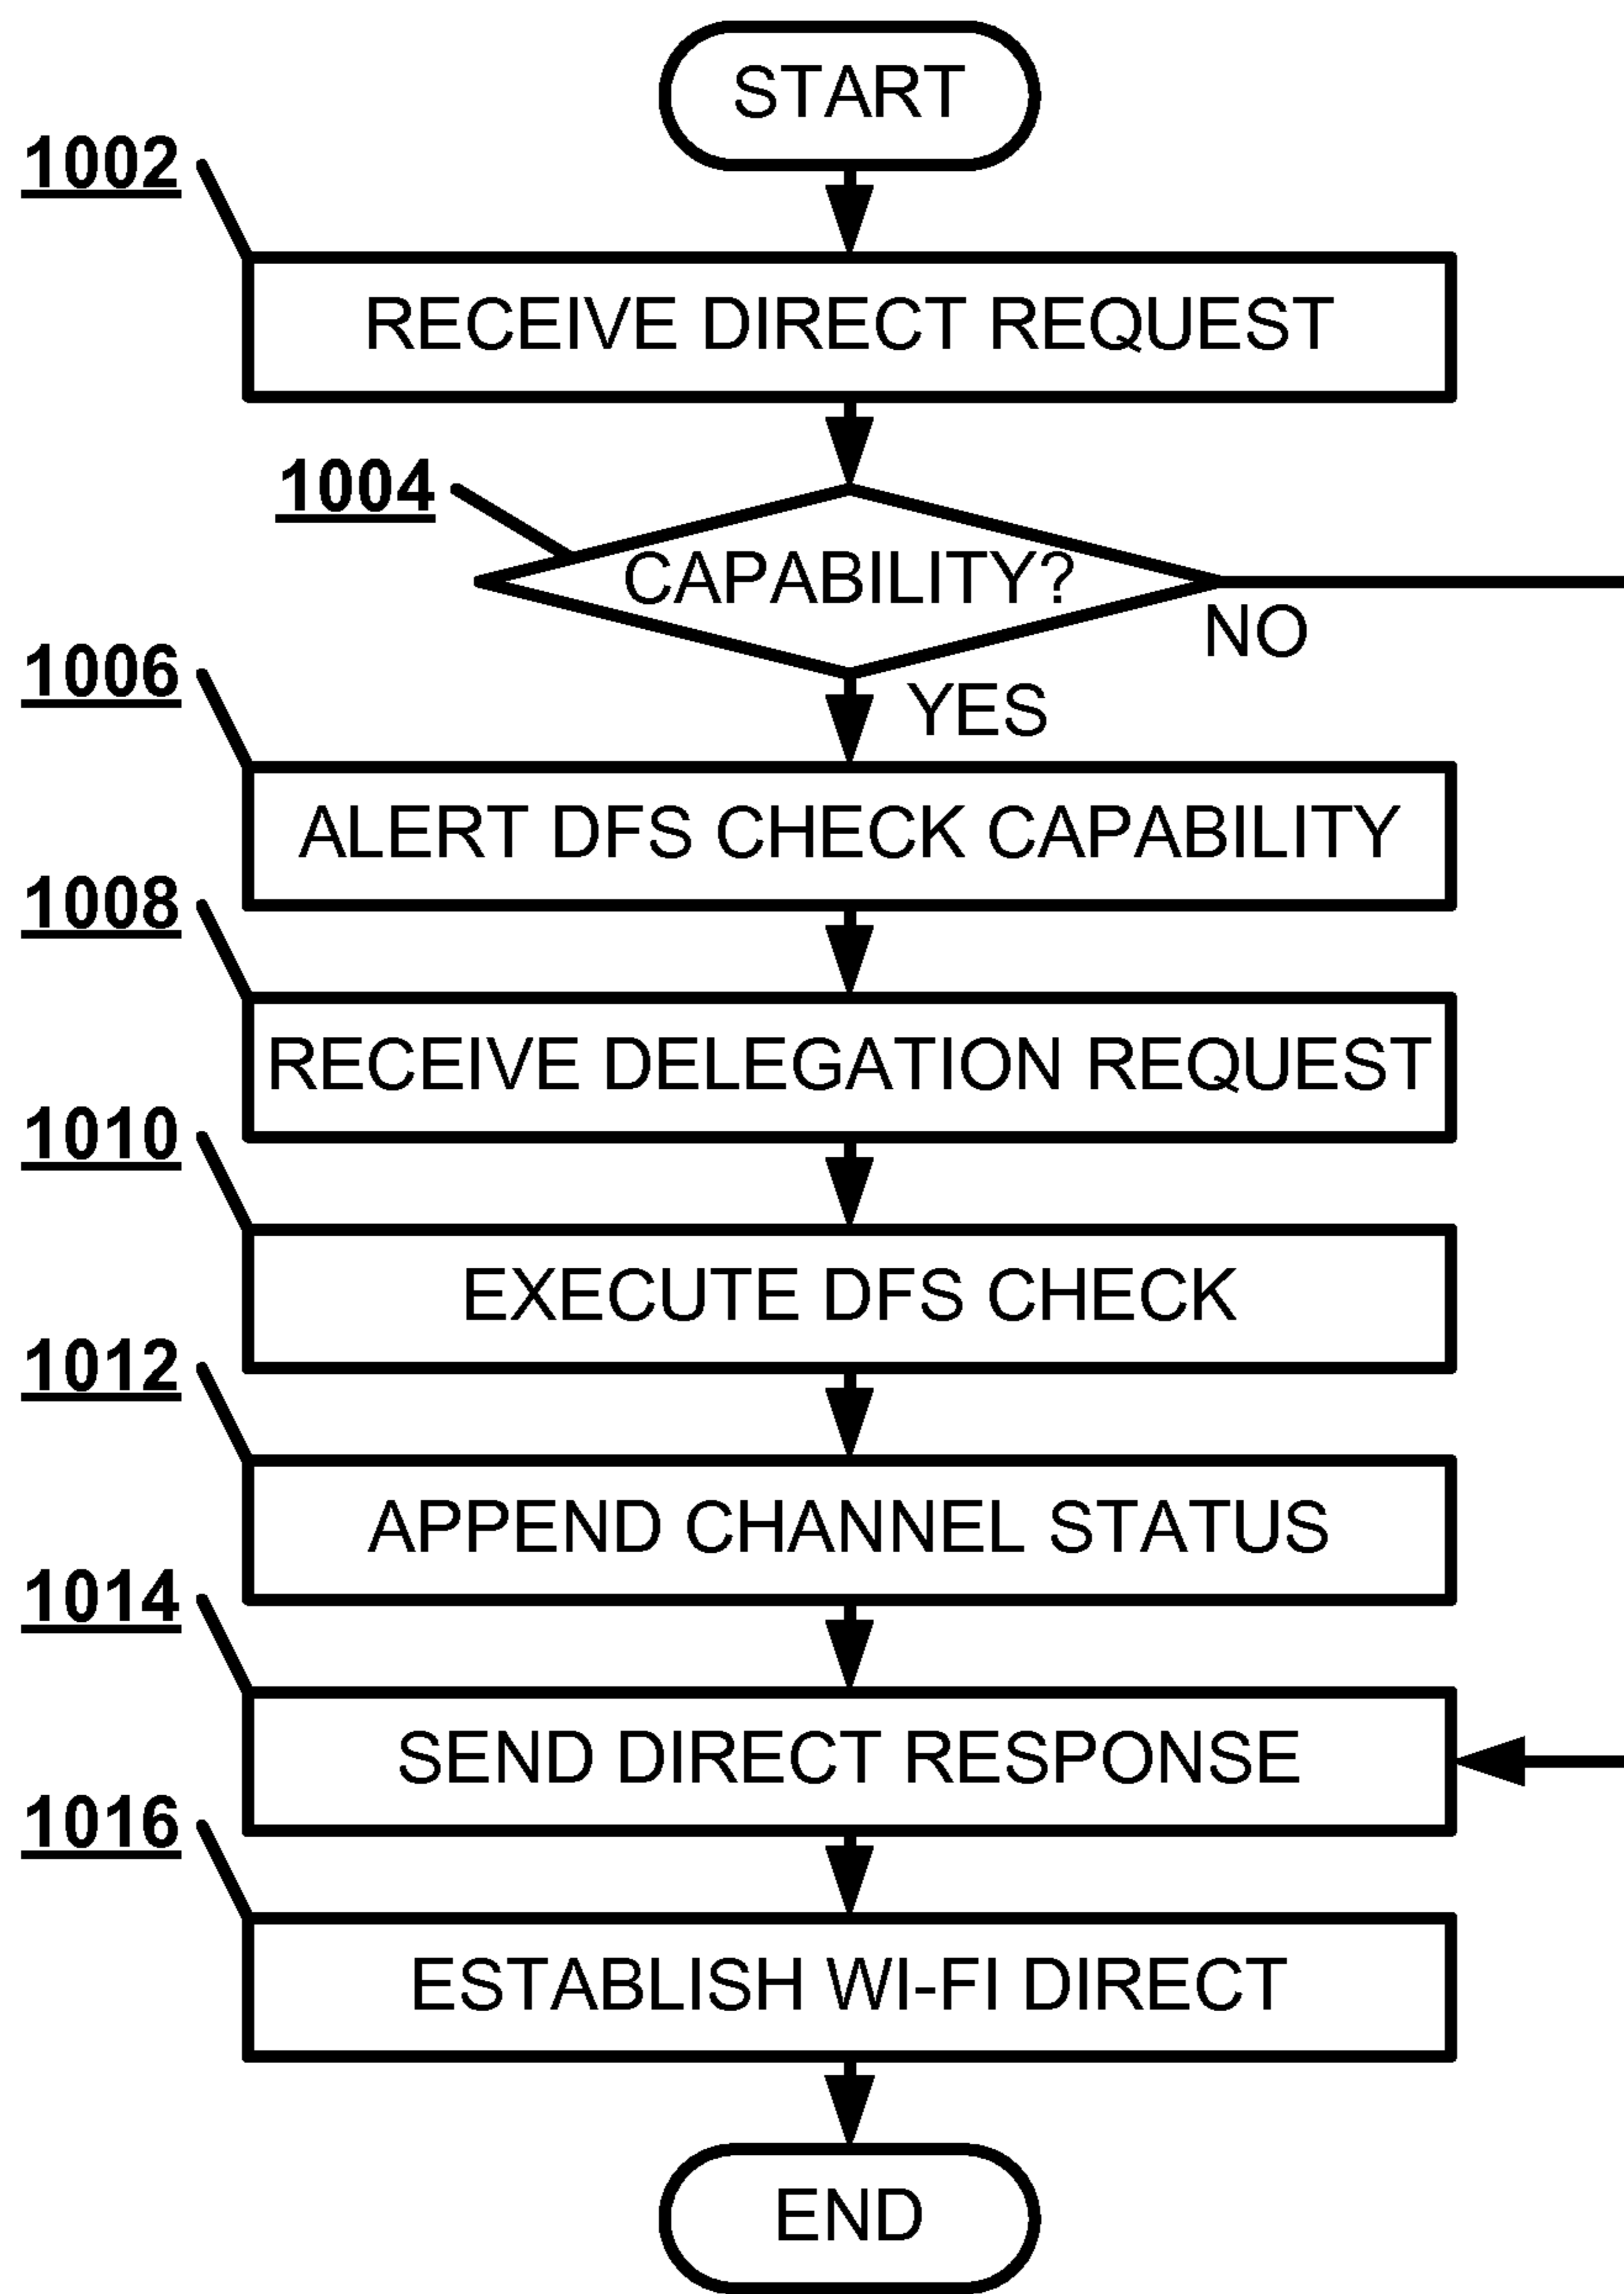 START
1002
RECEIVE DIRECT REQUEST
1004
CAPABILITY?
NO
1006
YES
ALERT DFS CHECK CAPABILITY
1008
RECEIVE DELEGATION REQUEST
1010
EXECUTE DFS CHECK
1012
APPEND CHANNEL STATUS
1014
SEND DIRECT RESPONSE
1016
ESTABLISH WI-FI DIRECT
END